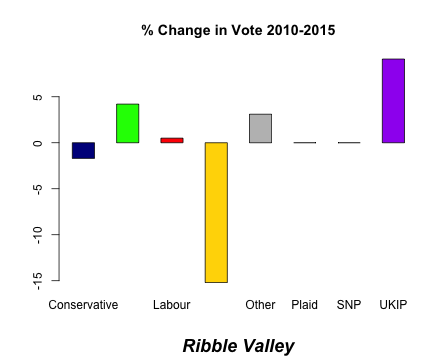 % Change in Vote 2010-2015
5
0
-5
-10
-15
Conservative Labour Other Plaid SNP UKIP
Ribble Valley